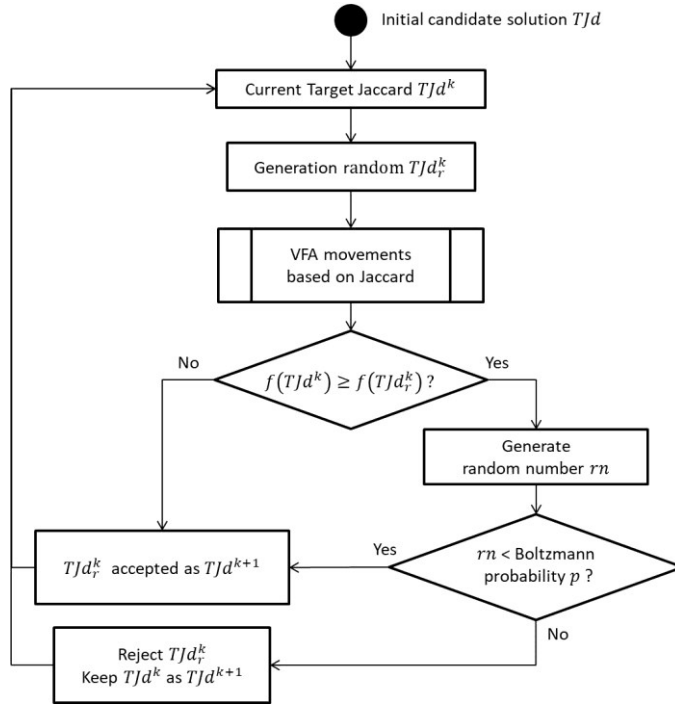 Initial candidate solution TJd
Current Target Jaccard TJd^k
Generation random TJd_r^k
VFA movements
based on Jaccard
No
Yes
f(TJd^k) ≥ f(TJd_r^k) ?
Generate
random number rn
TJd_r^k accepted as TJd^{k+1}
Yes
rn < Boltzmann
probability p ?
No
Reject TJd_r^k
Keep TJd^k as TJd^{k+1}